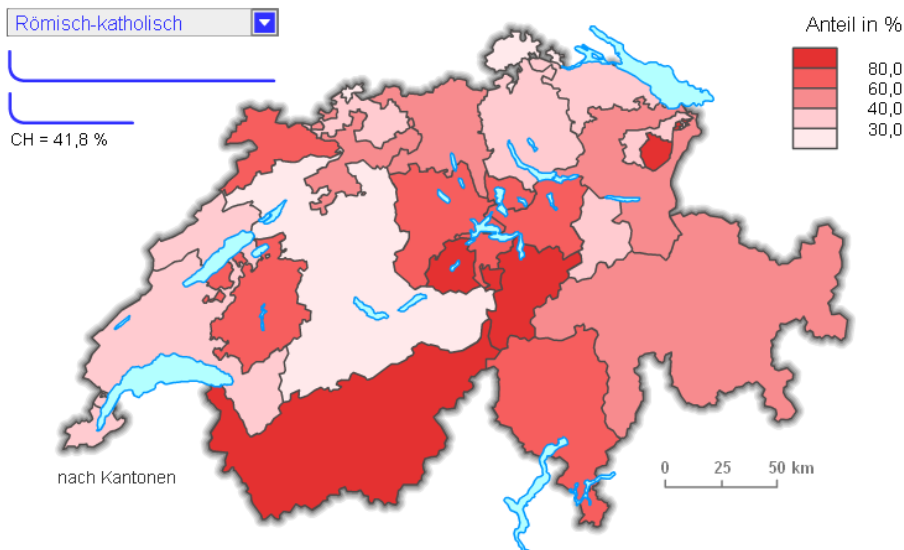 Römisch-katholisch
CH = 41,8 %
Anteil in %
80,0
60,0
40,0
30,0
nach Kantonen
0 25 50 km